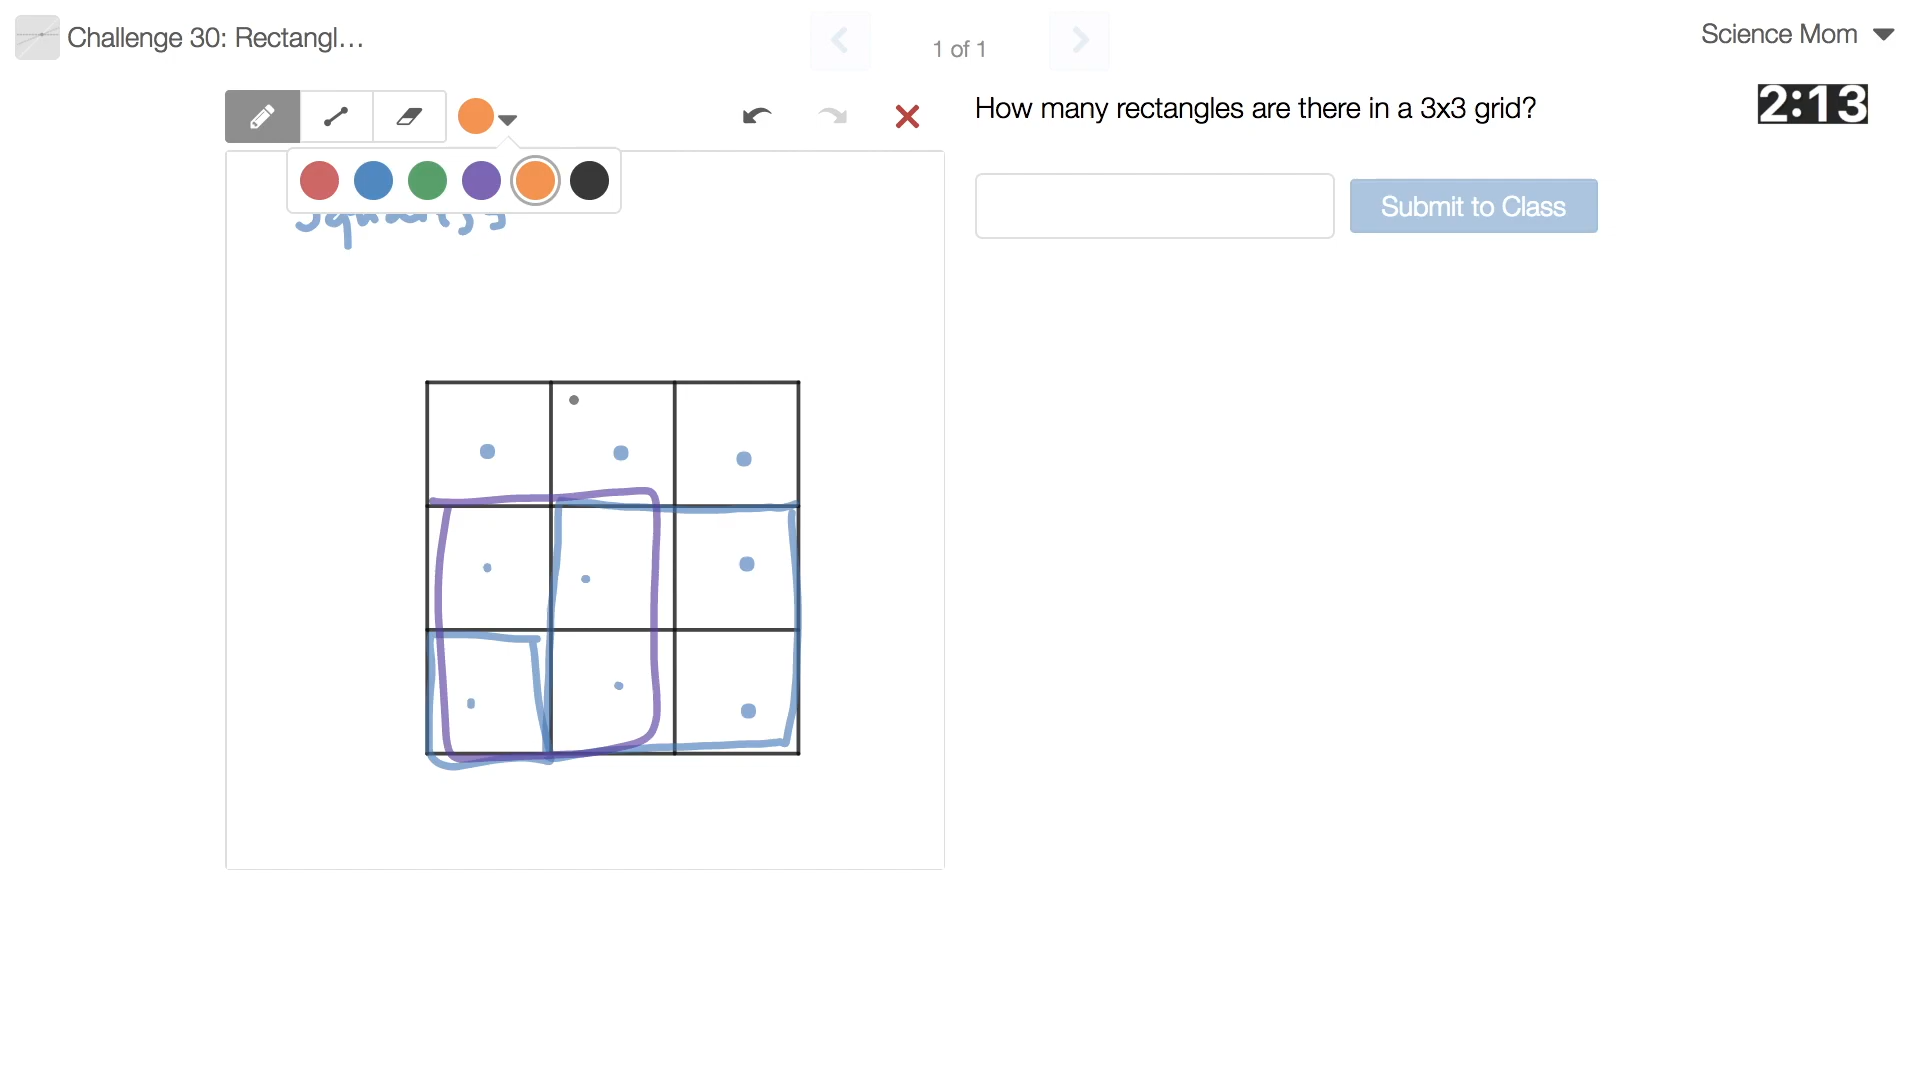 Challenge 30: Rectangl...
1 of 1
Science Mom
How many rectangles are there in a 3x3 grid?
2:13
Submit to Class